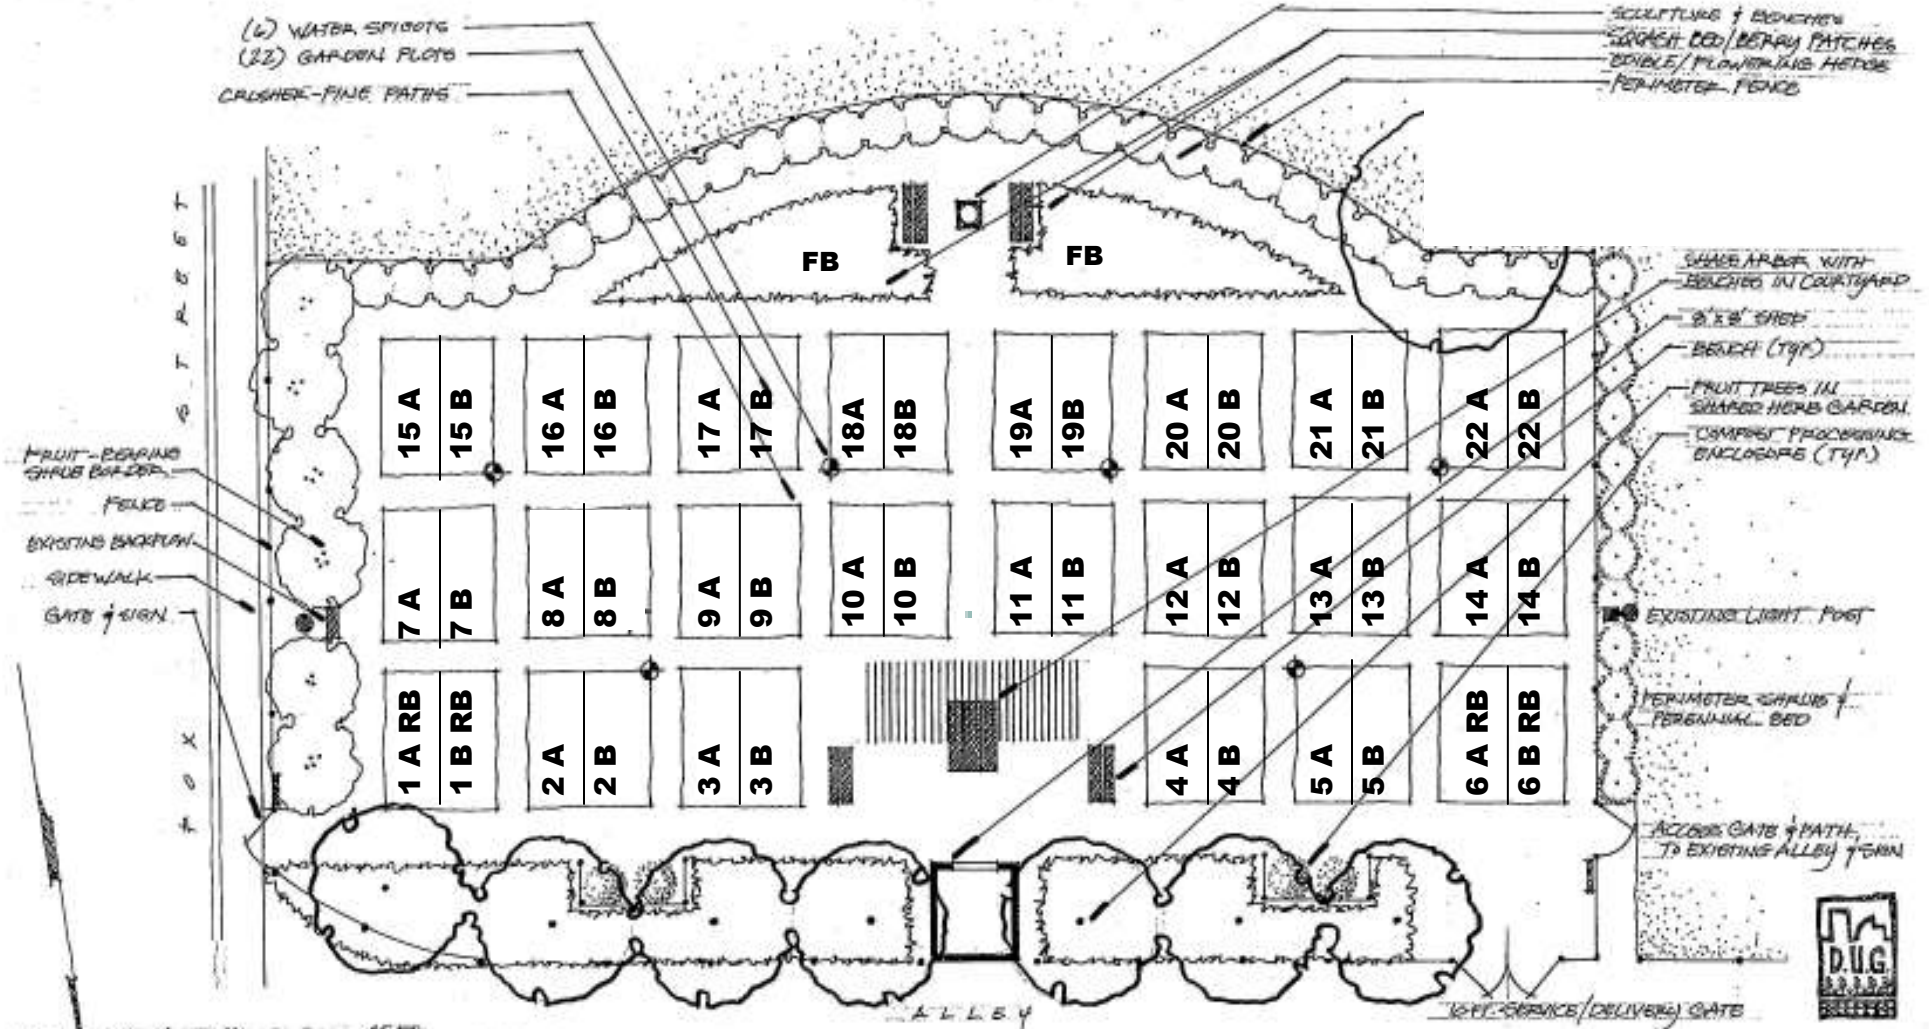 (6) WATER SPIGOTS
(22) GARDEN PLOTS
CRUSHER-FINE PATHS
SCULPTURE & BENCHES
SQUASH BED/BERRY PATCHES
EDIBLE/FLOWERING HEDGE
PERIMETER FENCE
STREET
FOX
FB
FB
SHADE ARBOR WITH
BENCHES IN COURTYARD
8'x8' SHED
BENCH (TYP.)
FRUIT TREES IN
SHARED HERB GARDEN
COMPOST PROCESSING
ENCLOSURE (TYP.)
15 A
15 B
16 A
16 B
17 A
17 B
18A
18B
19A
19B
20 A
20 B
21 A
21 B
22 A
22 B
FRUIT-BEARING
SHRUB BORDER
FENCE
EXISTING BACKFLOW
SIDEWALK
GATE & SIGN
7 A
7 B
8 A
8 B
9 A
9 B
10 A
10 B
11 A
11 B
12 A
12 B
13 A
13 B
14 A
14 B
EXISTING LIGHT POST
PERIMETER SHRUB &
PERENNIAL BED
1 A RB
1 B RB
2 A
2 B
3 A
3 B
4 A
4 B
5 A
5 B
6 A RB
6 B RB
ACCESS GATE & PATH
TO EXISTING ALLEY & SIGN
D.U.G.
ALLEY
SERVICE/DELIVERY GATE